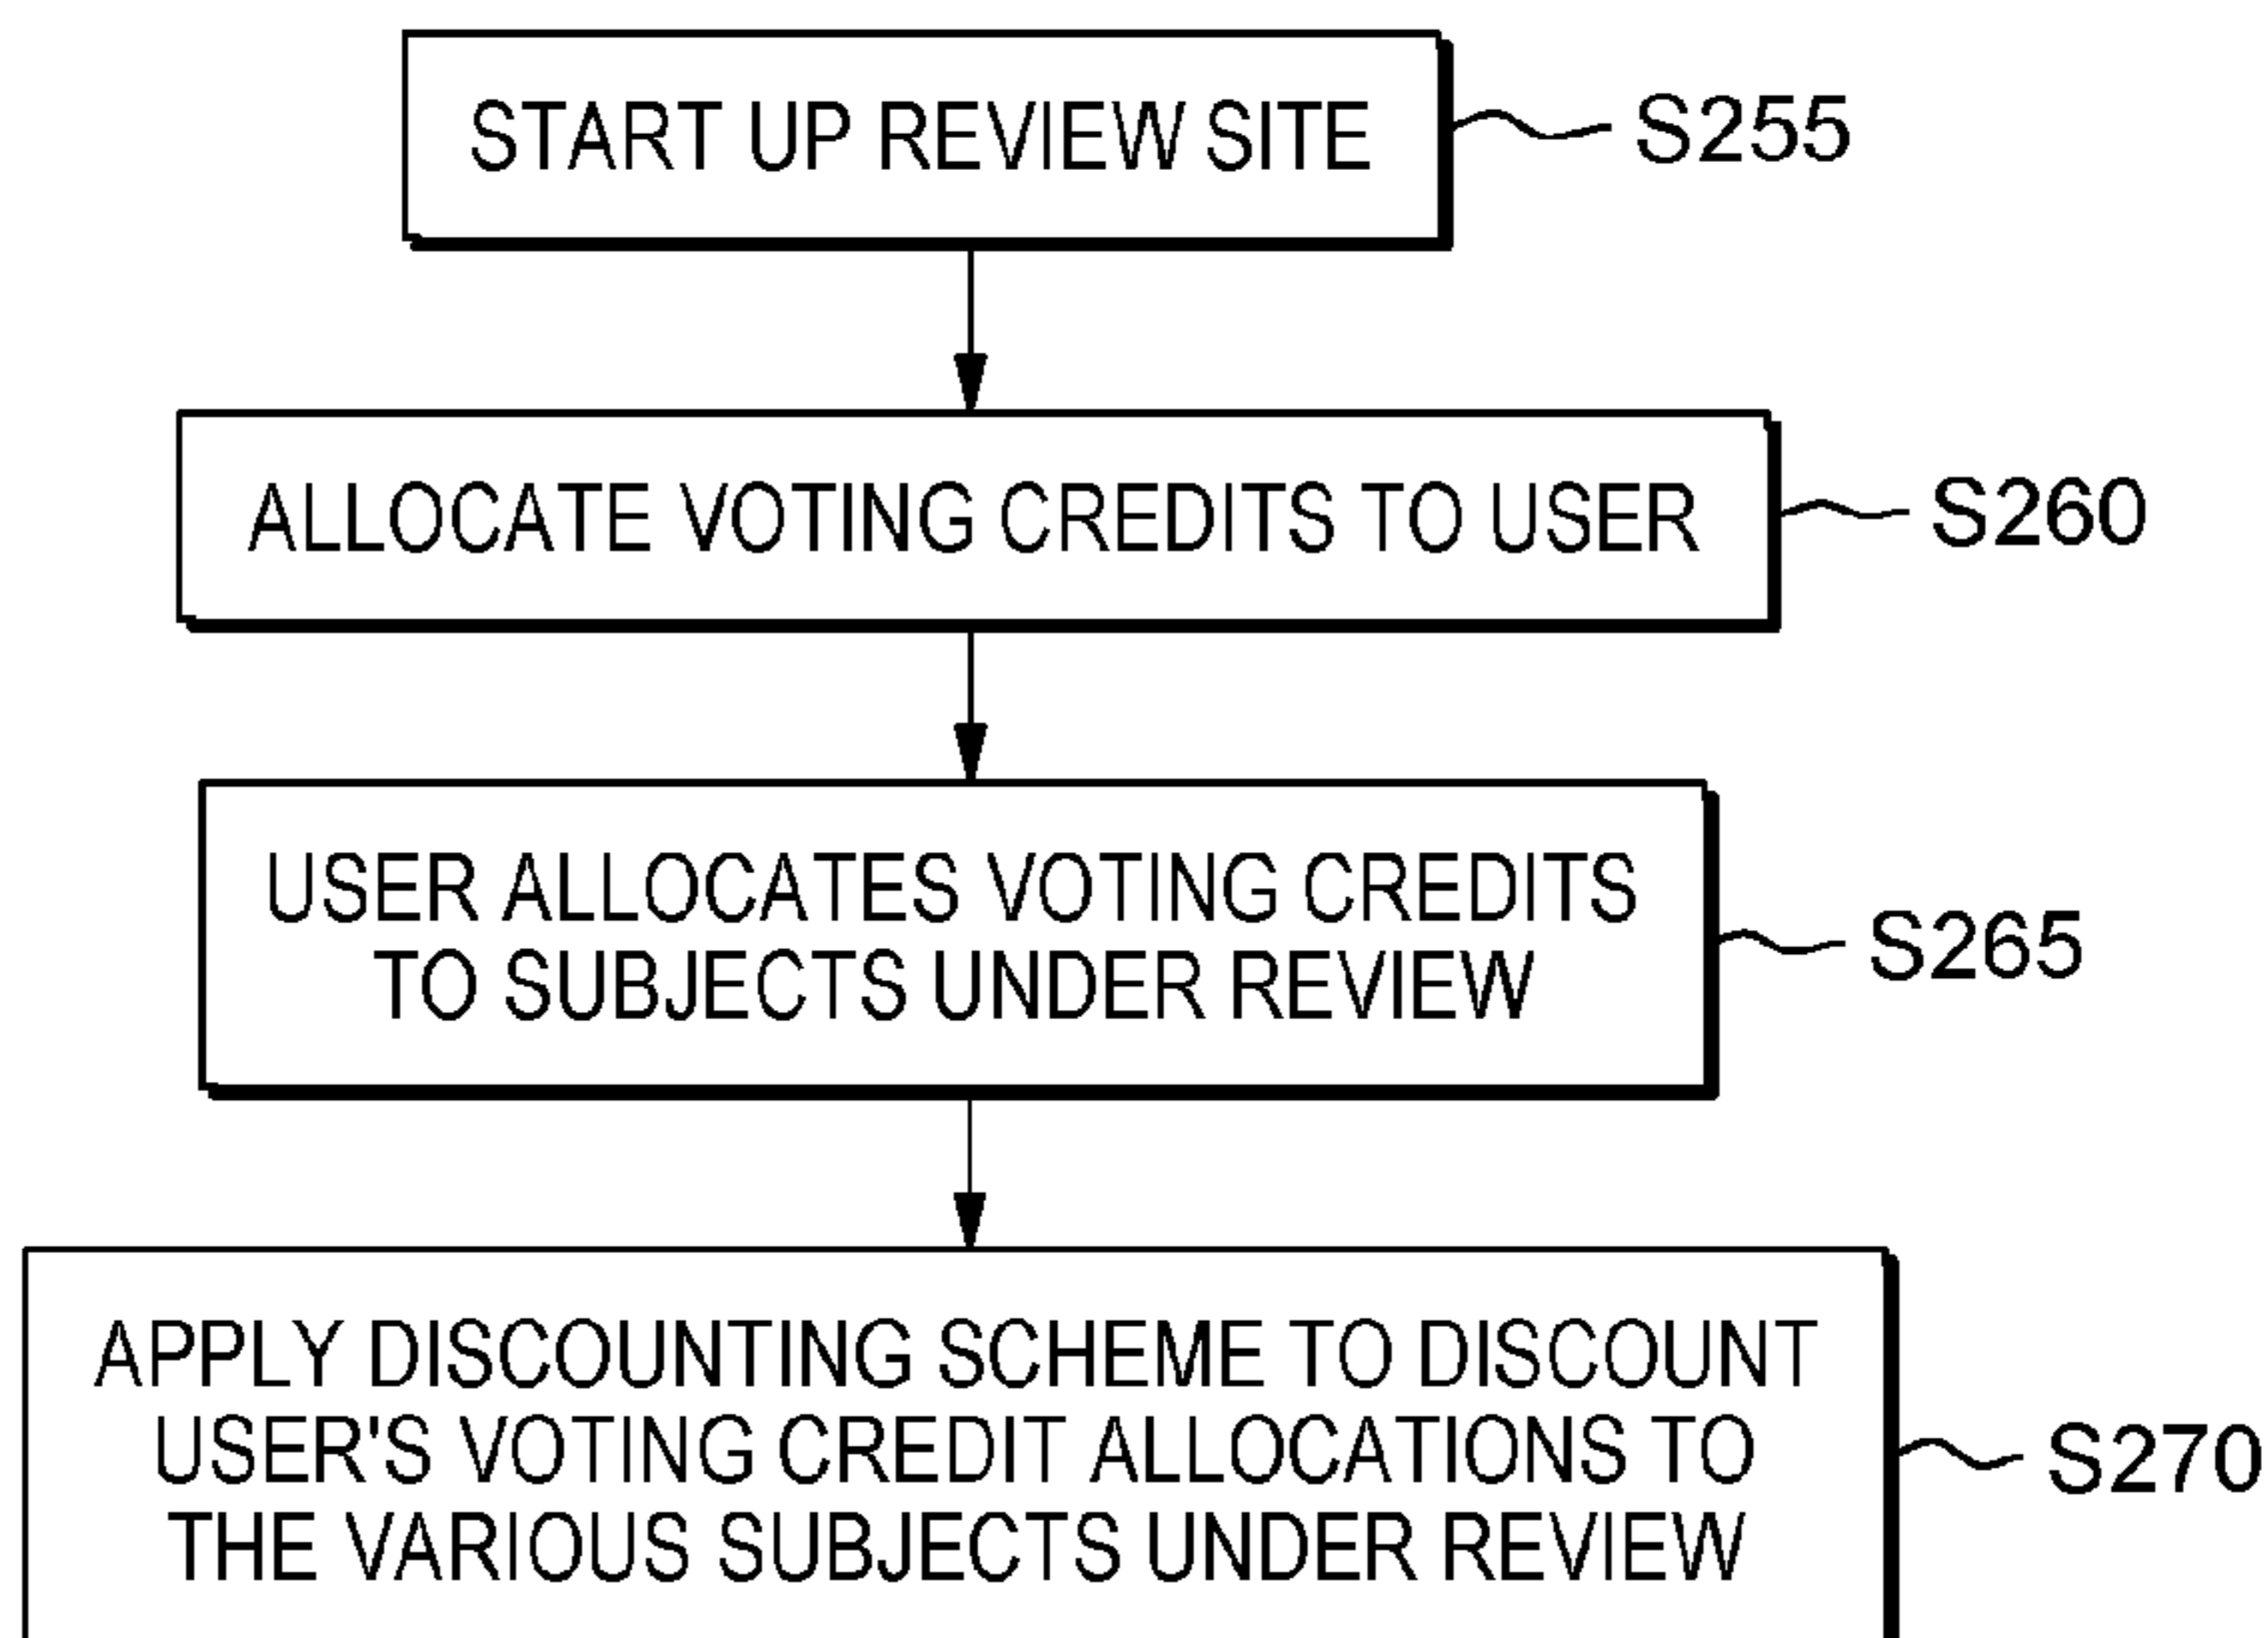 START UP REVIEW SITE
S255
ALLOCATE VOTING CREDITS TO USER
S260
USER ALLOCATES VOTING CREDITS
TO SUBJECTS UNDER REVIEW
S265
APPLY DISCOUNTING SCHEME TO DISCOUNT
USER'S VOTING CREDIT ALLOCATIONS TO
THE VARIOUS SUBJECTS UNDER REVIEW
S270